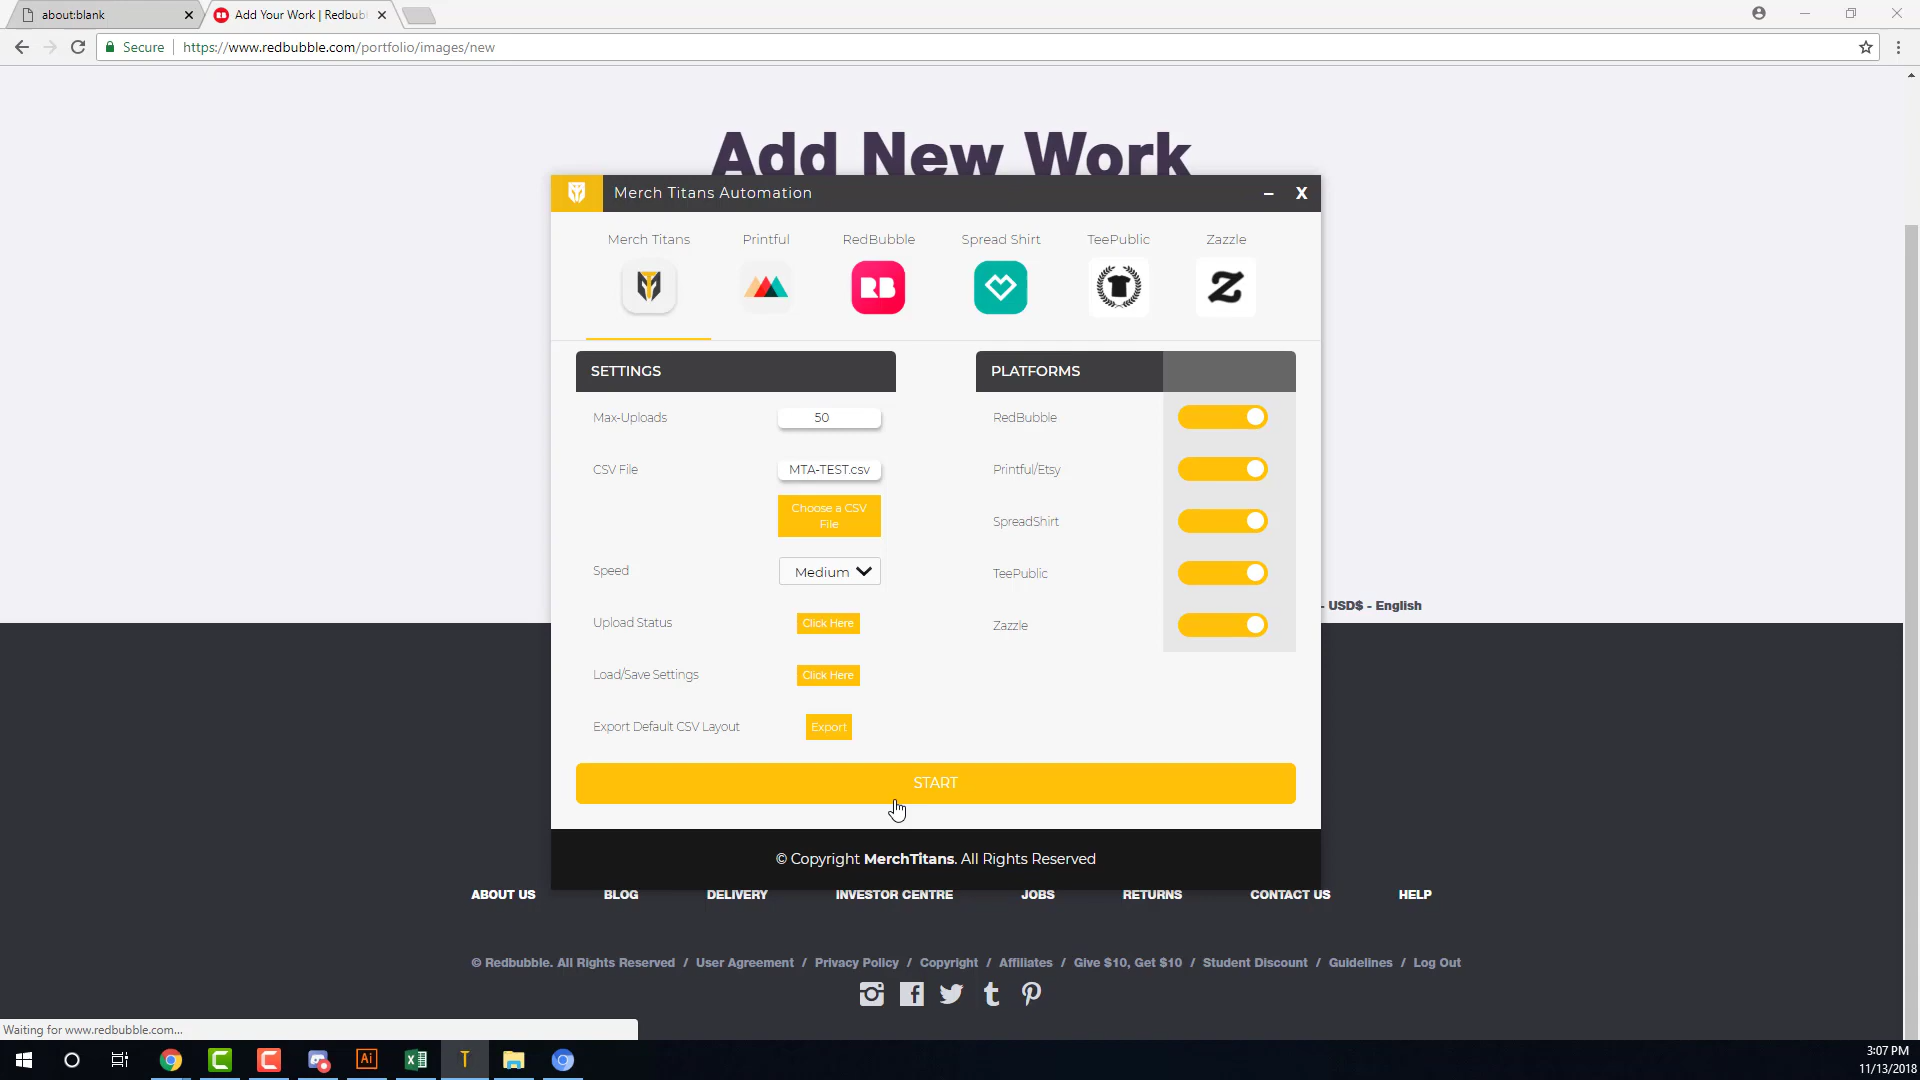 about:blank
Add Your Work | Redbub
Secure
https://www.redbubble.com/portfolio/images/new
Add New Work
Merch Titans Automation
X
Merch Titans
Printful
RedBubble
Spread Shirt
TeePublic
Zazzle
RB
SETTINGS
PLATFORMS
Max-Uploads
50
RedBubble
CSV File
MTA-TEST.csv
Printful/Etsy
Choose a CSV
File
SpreadShirt
Speed
Medium
TeePublic
- USD$ - English
Upload Status
Click Here
Zazzle
Load/Save Settings
Click Here
Export Default CSV Layout
Export
START
© Copyright MerchTitans. All Rights Reserved
ABOUT US
BLOG
DELIVERY
INVESTOR CENTRE
JOBS
RETURNS
CONTACT US
HELP
© Redbubble. All Rights Reserved / User Agreement / Privacy Policy / Copyright / Affiliates / Give $10, Get $10 / Student Discount / Guidelines / Log Out
Waiting for www.redbubble.com...
3:07 PM
11/13/2018